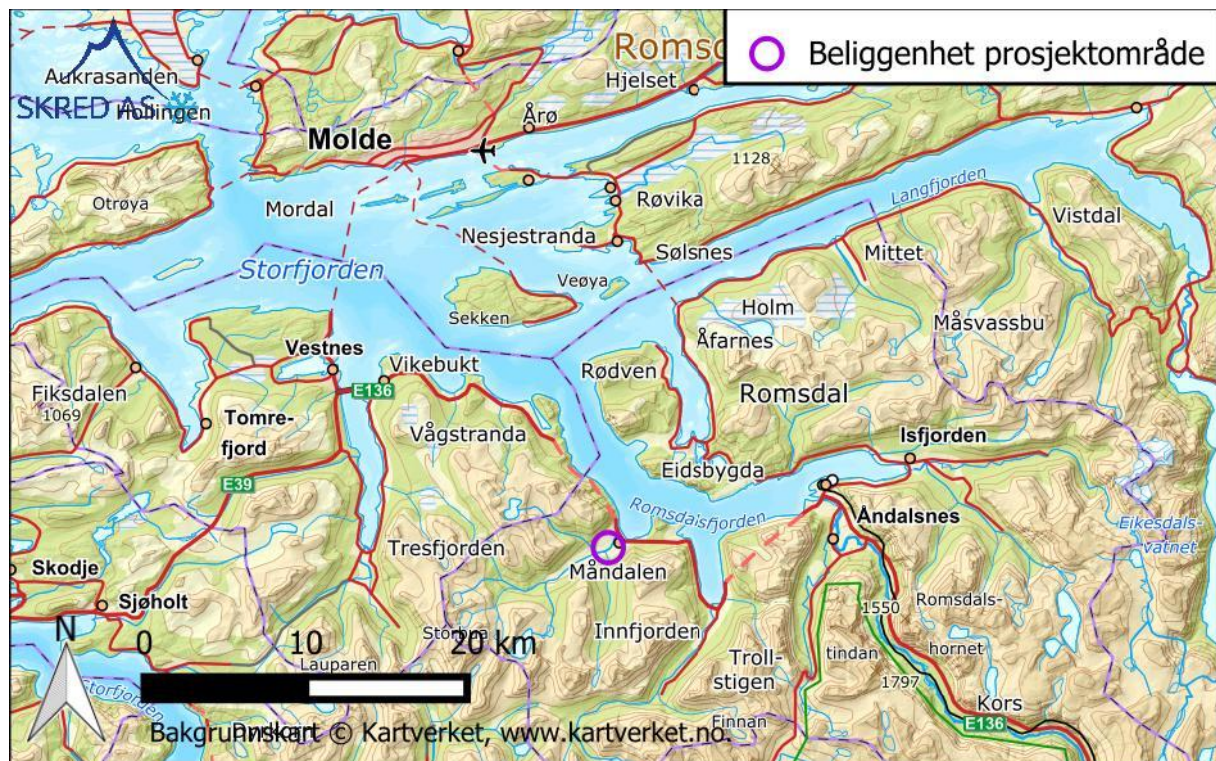 Beliggenhet prosjektområde
Romsd
Aukrasanden
SKRED AS
Hollingen
Hjelset
Årø
Molde
1128
Otrøya
Mordal
Røvika
Langfjorden
Vistdal
Nesjestranda
Sølsnes
Mittet
Storfjorden
Veøya
Sekken
Holm
Måsvassbu
Åfarnes
Vestnes
Vikebukt
Rødven
Fiksdalen
E136
Romsdal
1069
Tomre-
fjord
Vågstranda
Isfjorden
Eidsbygda
E39
Romsdalsfjorden
Åndalsnes
Eikesdals-
vatnet
Tresfjorden
Skodje
Måndalen
Sjøholt
1550
Romsdals-
hornet
N
0
10
20 km
Innfjorden
Lauparen
Troll-
stigen
tindan
1797
Storfjorden
Kors
Finnan
E136
Bakgrunnskart © Kartverket, www.kartverket.no.